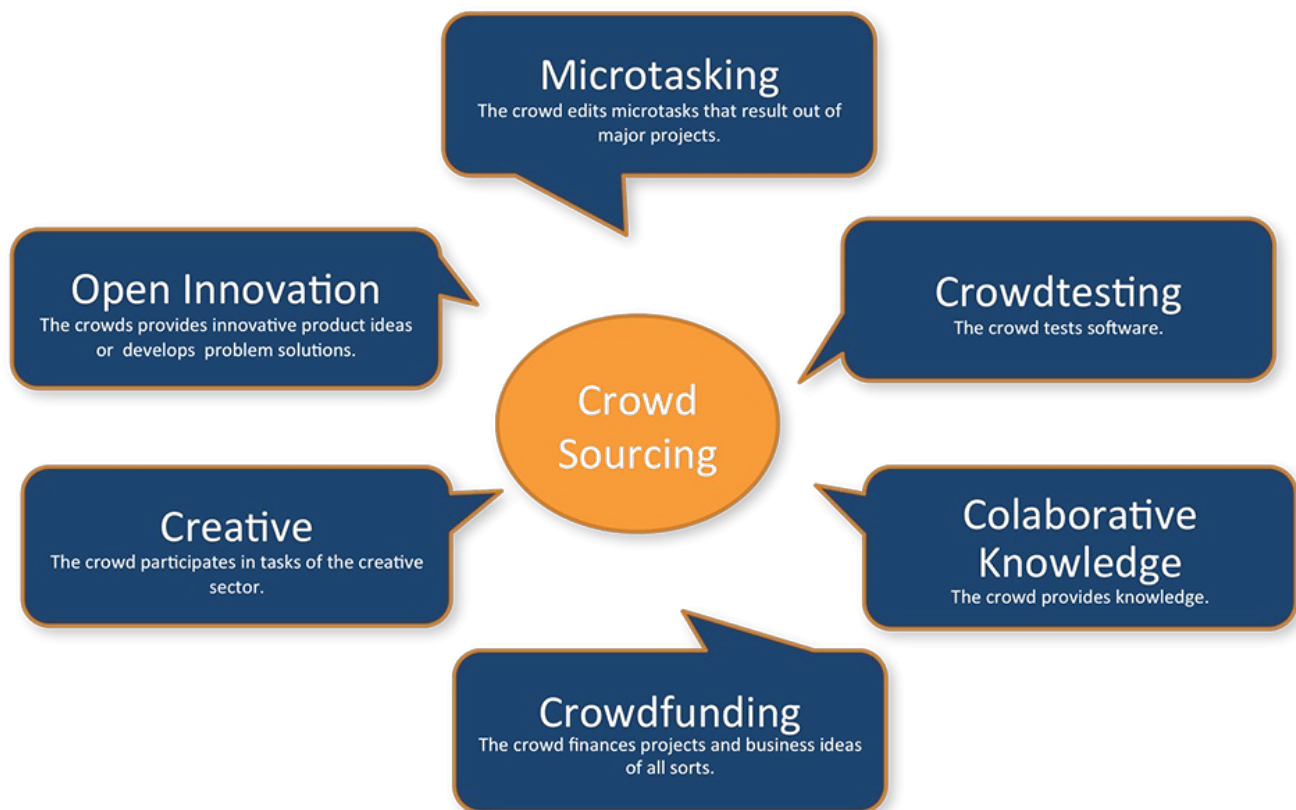 Microtasking
The crowd edits microtasks that result out of
major projects.
Open Innovation
The crowds provides innovative product ideas
or develops problem solutions.
Crowdtesting
The crowd tests software.
Crowd
Sourcing
Creative
The crowd participates in tasks of the creative
sector.
Colaborative
Knowledge
The crowd provides knowledge.
Crowdfunding
The crowd finances projects and business ideas
of all sorts.